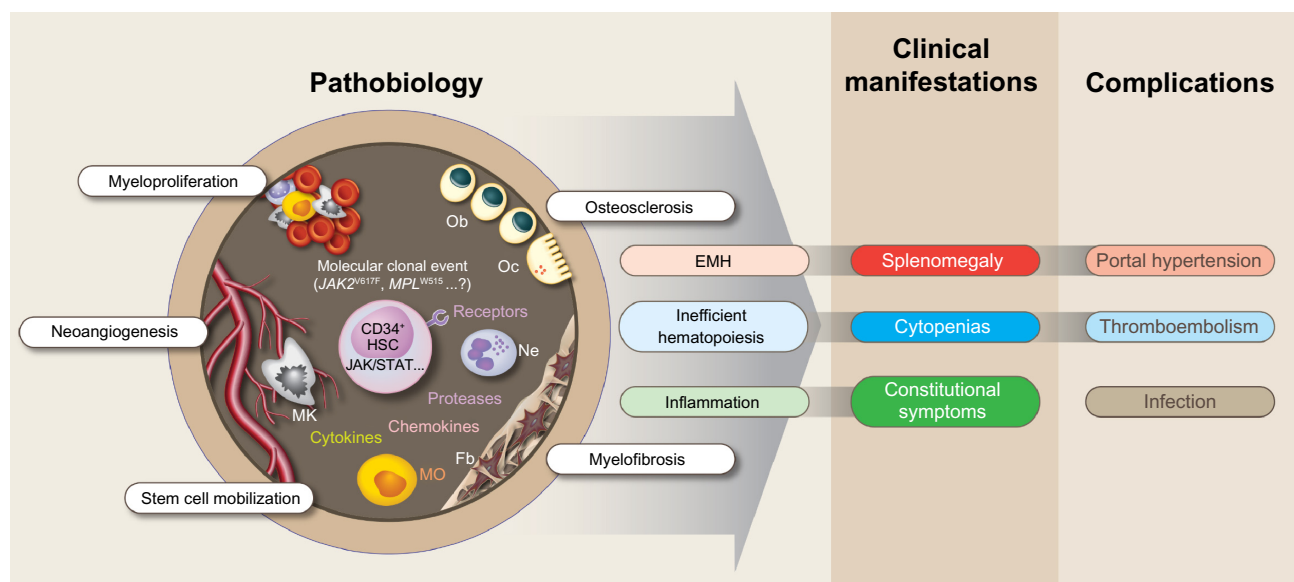 Pathobiology
Clinical
manifestations
Complications
Myeloproliferation
Neoangiogenesis
Stem cell mobilization
Osteosclerosis
Myelofibrosis
Ob
Oc
Molecular clonal event
(JAK2V617F, MPLW515 ...?)
Receptors
CD34+
HSC
JAK/STAT...
Ne
MK
Proteases
Chemokines
Cytokines
Fb
MO
EMH
Splenomegaly
Portal hypertension
Inefficient
hematopoiesis
Cytopenias
Thromboembolism
Inflammation
Constitutional
symptoms
Infection